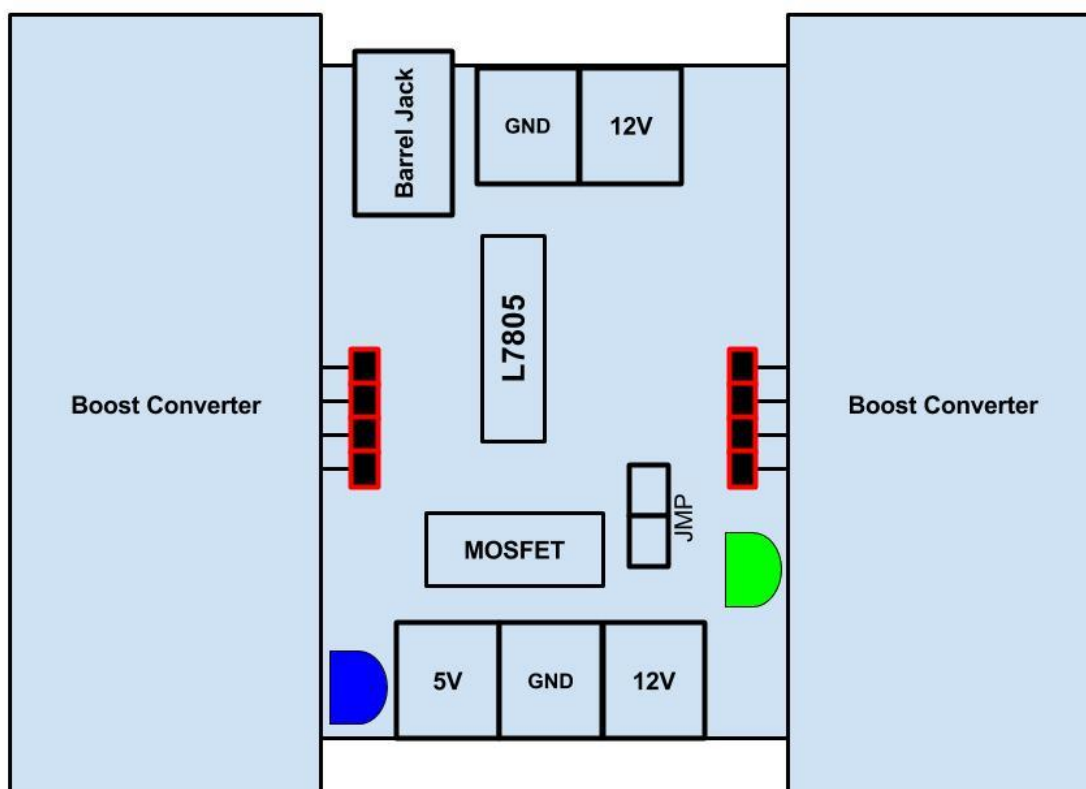 Barrel Jack
GND
12V
L7805
Boost Converter
Boost Converter
JMP
MOSFET
5V
GND
12V